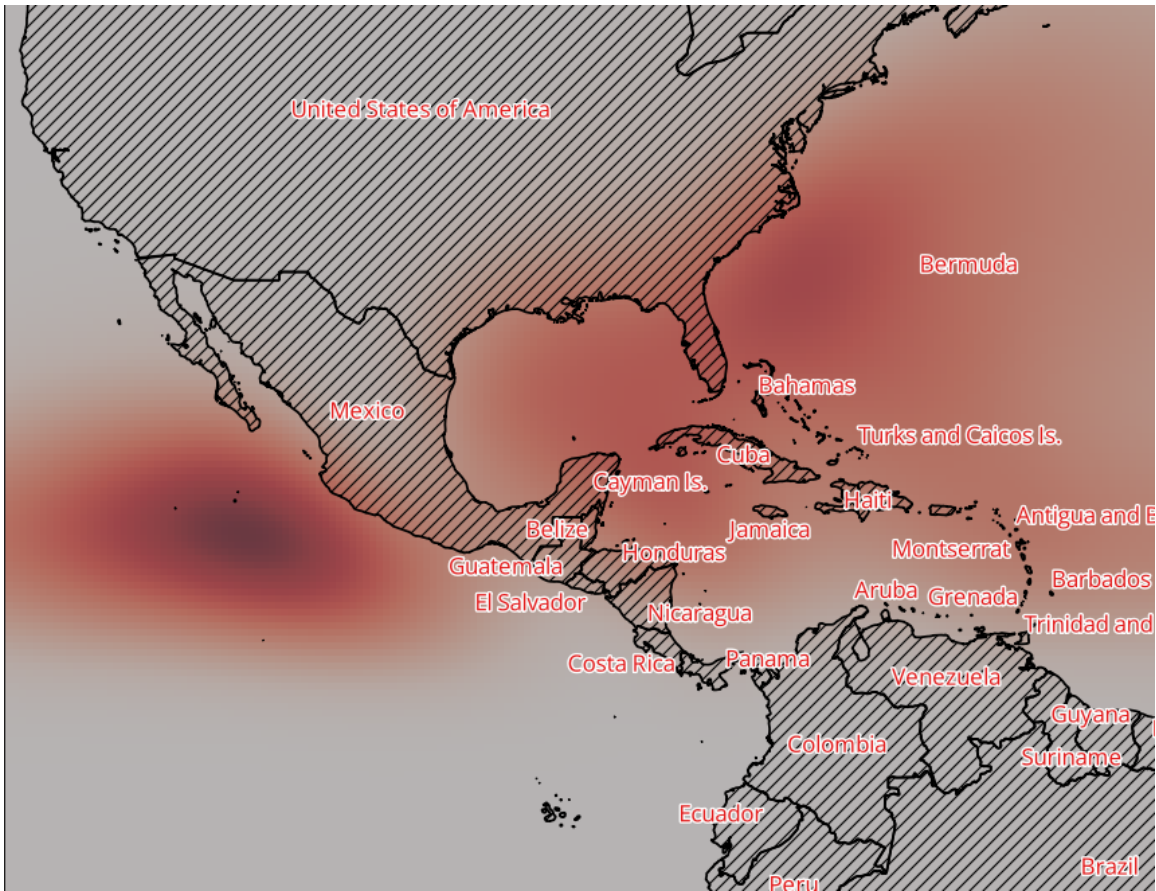 United States of America
Bermuda
Bahamas
Mexico
Turks and Caicos Is.
Cuba
Cayman Is.
Haiti
Antigua and
Belize
Jamaica
Honduras
Montserrat
Guatemala
Barbados
Aruba
Grenada
El Salvador
Nicaragua
Trinidad and
Costa Rica
Panama
Venezuela
Guyana
Colombia
Suriname
Ecuador
Brazil
Peru